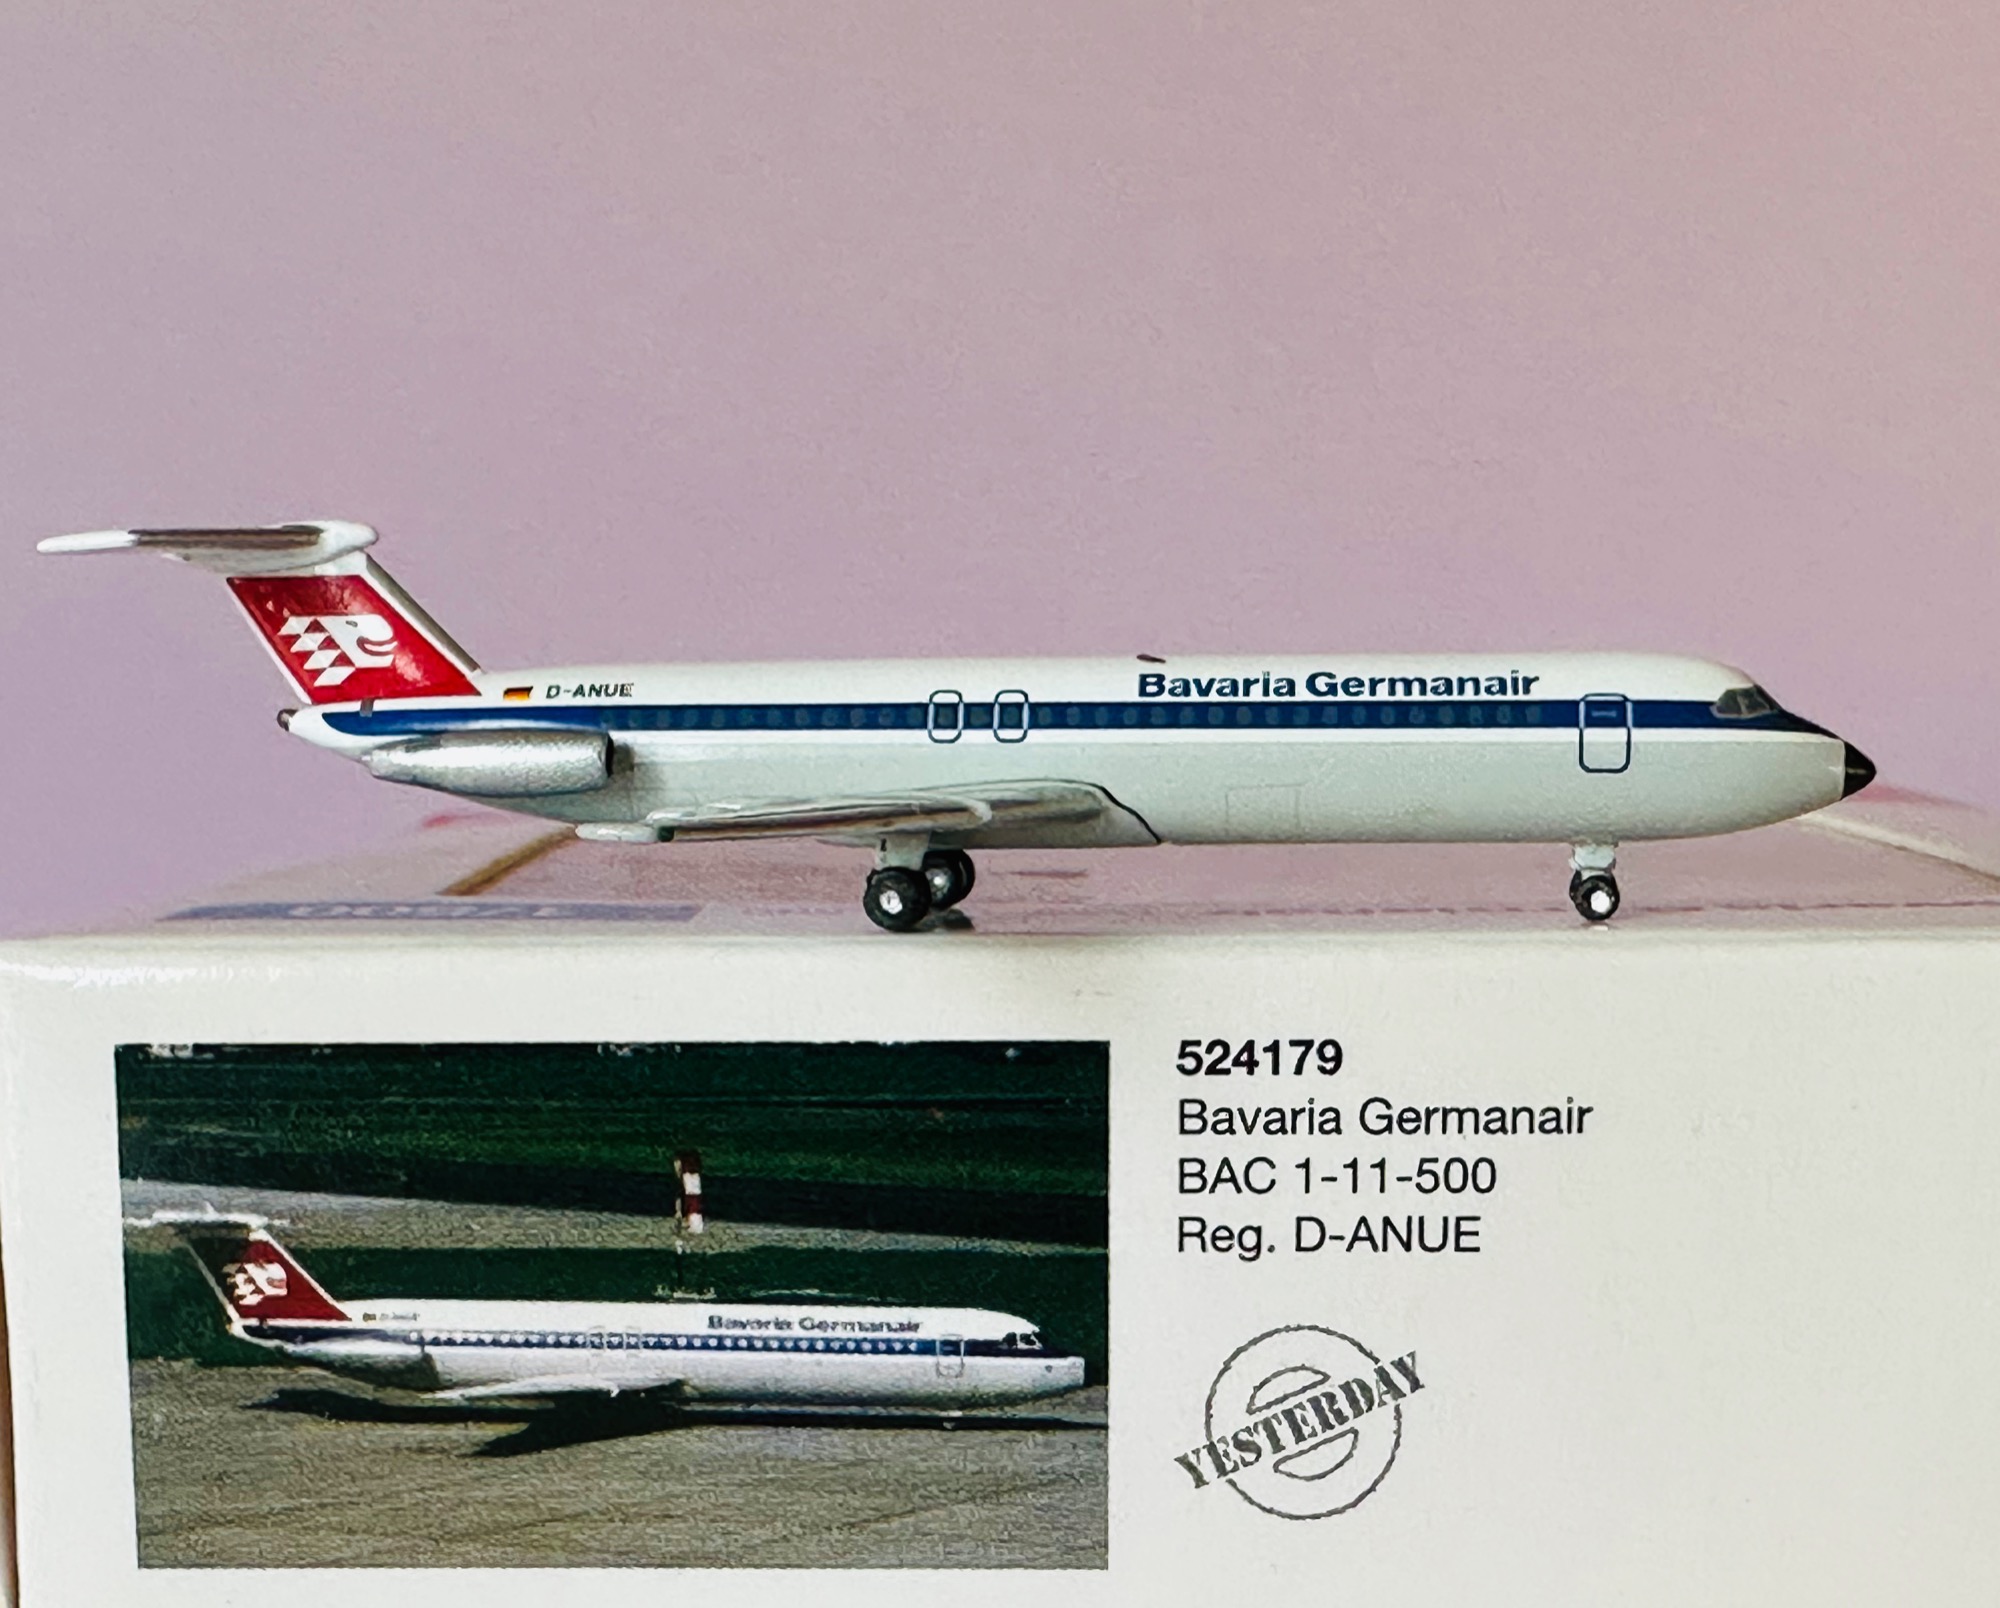 D-ANUE
Bavaria Germanair
524179
Bavaria Germanair
BAC 1-11-500
Reg. D-ANUE
Bavaria Germanair
YESTERDAY